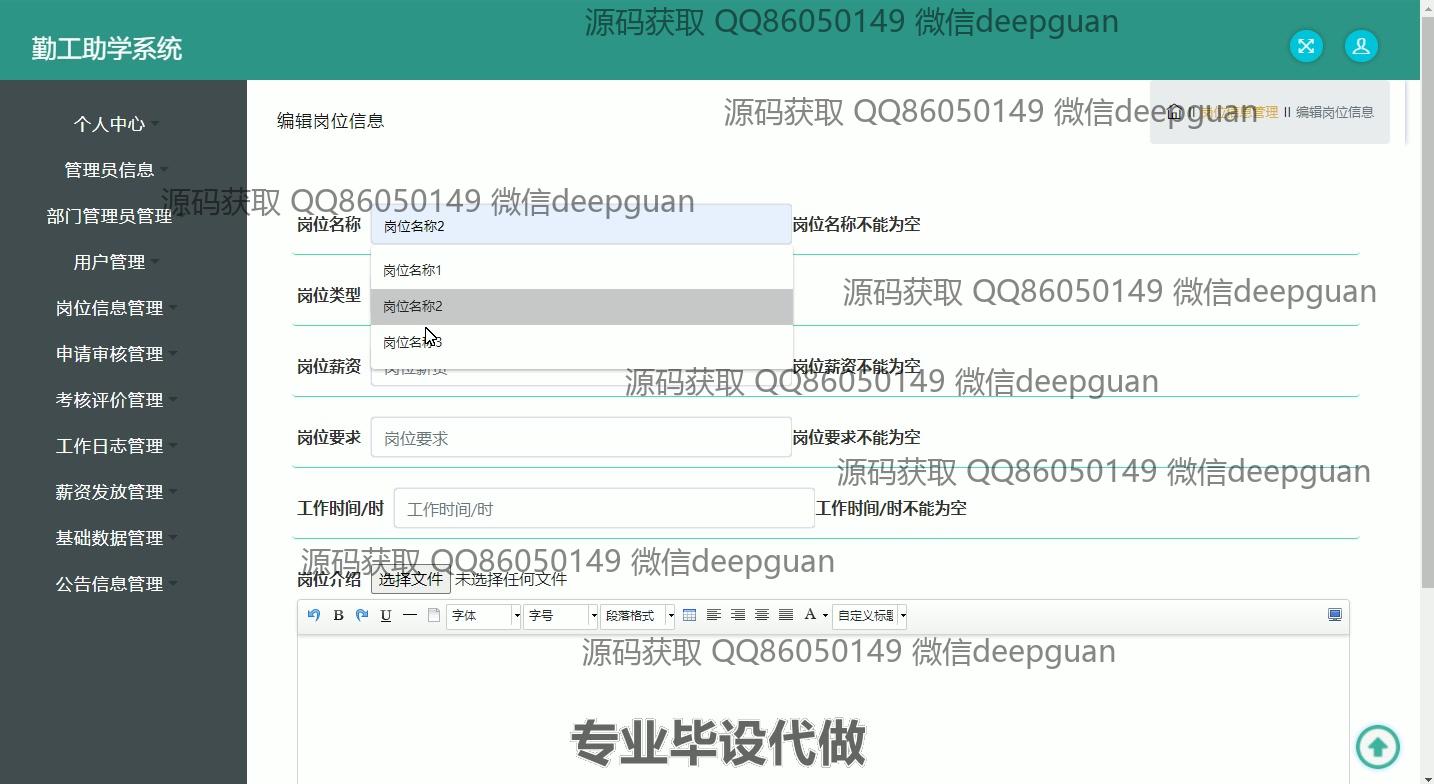 源码获取 QQ86050149 微信deepguan
勤工助学系统
个人中心
管理员信息
部门管理员管理
用户管理
岗位信息管理
申请审核管理
考核评价管理
工作日志管理
薪资发放管理
基础数据管理
公告信息管理
编辑岗位信息
源码获取 QQ86050149 微信deepguan
岗位信息管理 II 编辑岗位信息
源码获取 QQ86050149 微信deepguan
岗位名称 岗位名称2 岗位名称不能为空
岗位名称1
源码获取 QQ86050149 微信deepguan
岗位类型
岗位名称2
岗位名称3
岗位薪资 岗位薪资 岗位薪资不能为空
源码获取 QQ86050149 微信deepguan
岗位要求 岗位要求 岗位要求不能为空
源码获取 QQ86050149 微信deepguan
工作时间/时 工作时间/时 工作时间/时不能为空
源码获取 QQ86050149 微信deepguan
岗位介绍 选择文件 未选择任何文件
B U 字体 字号 段落格式 A 自定义标题
源码获取 QQ86050149 微信deepguan
专业毕设代做